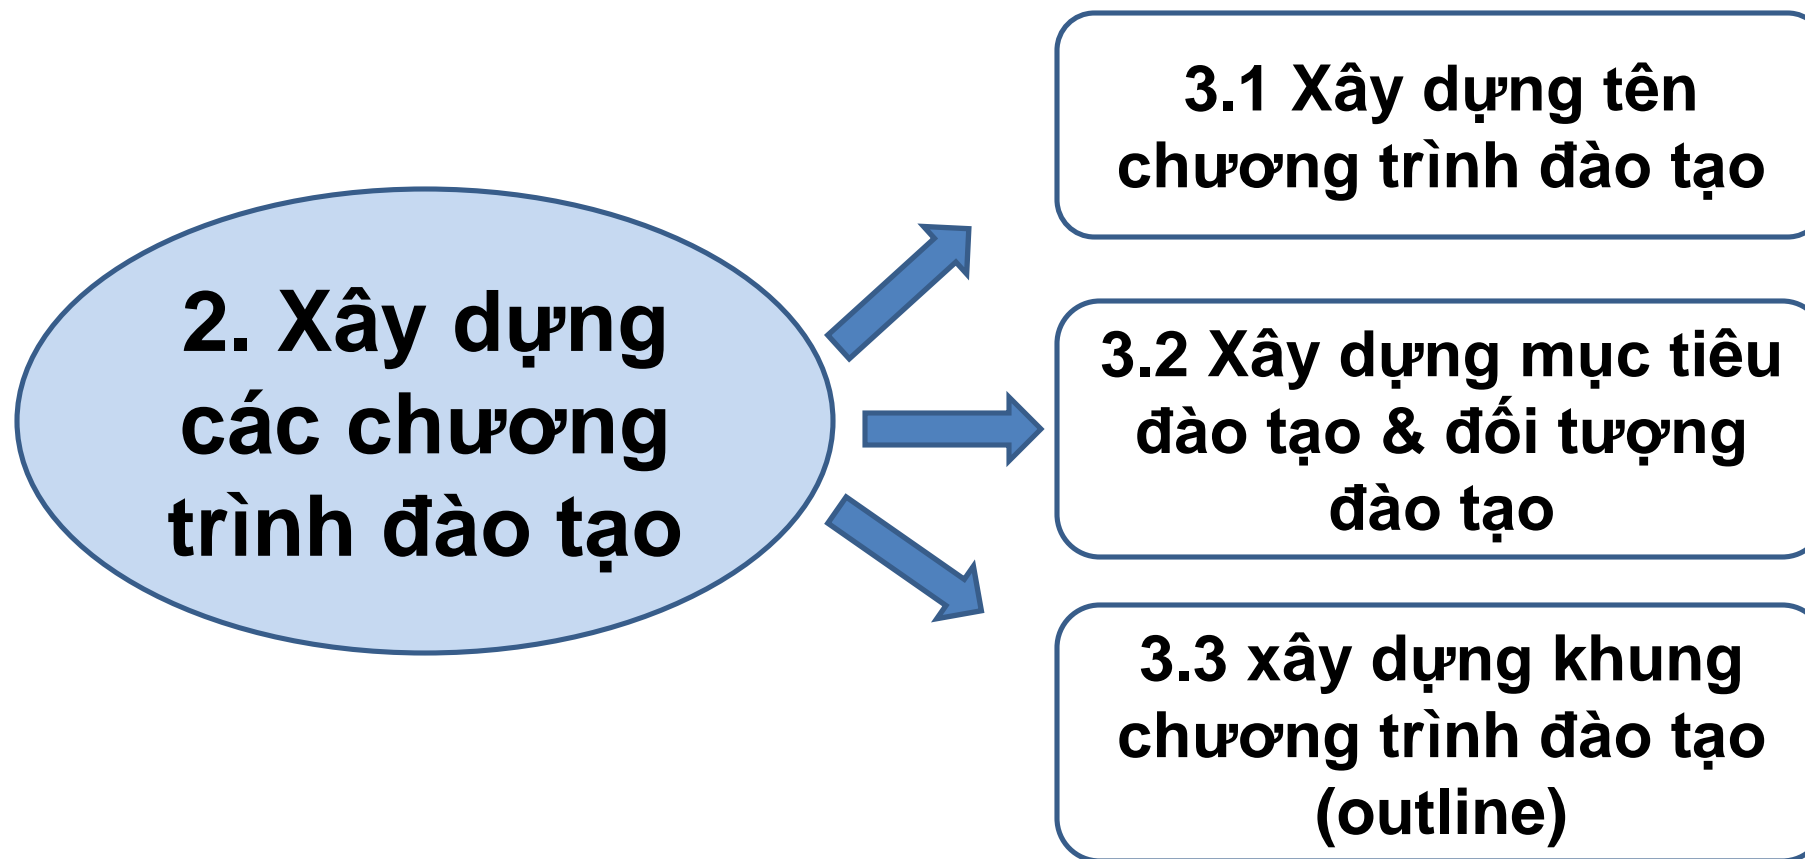 2. Xây dựng
các chương
trình đào tạo
3.1 Xây dựng tên
chương trình đào tạo
3.2 Xây dựng mục tiêu
đào tạo & đối tượng
đào tạo
3.3 xây dựng khung
chương trình đào tạo
(outline)